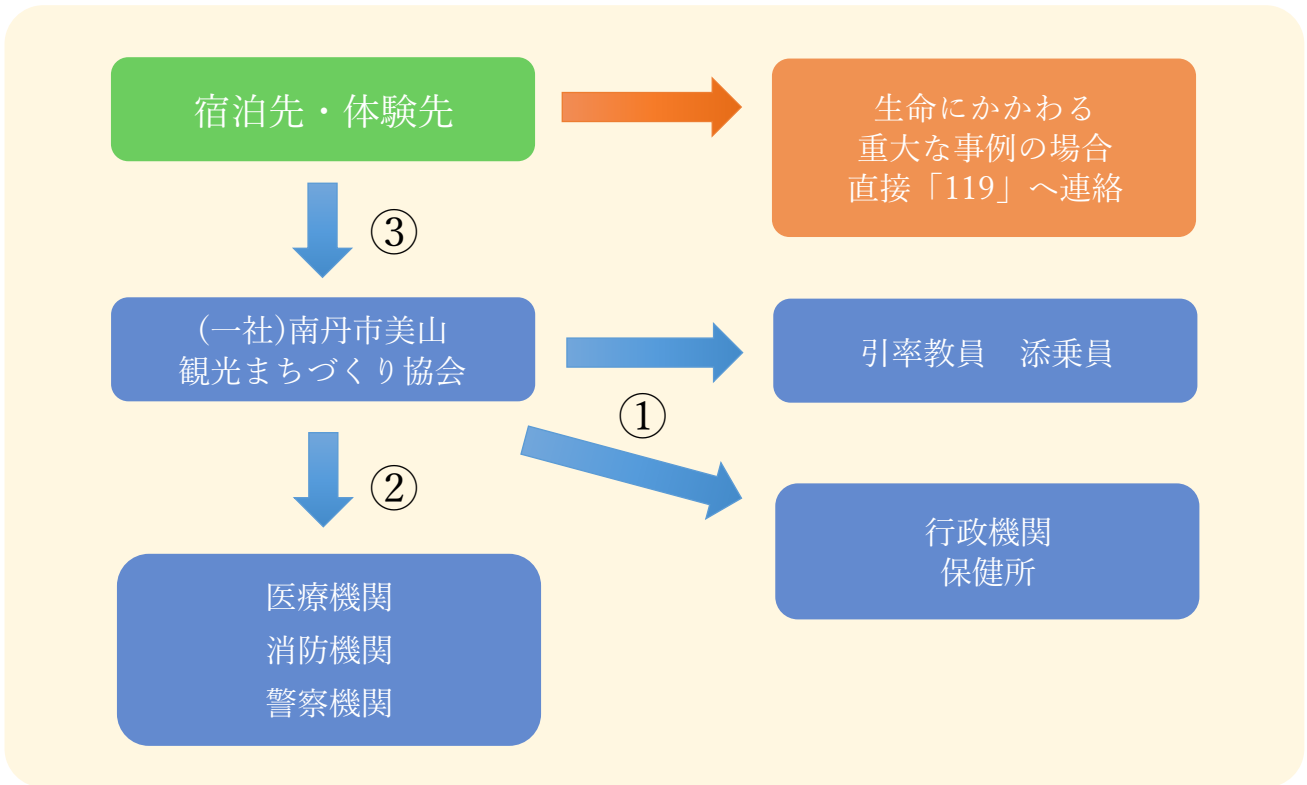 宿泊先・体験先
生命にかかわる
重大な事例の場合
直接「119」へ連絡
③
(一社)南丹市美山
観光まちづくり協会
引率教員　添乗員
①
②
行政機関
保健所
医療機関
消防機関
警察機関